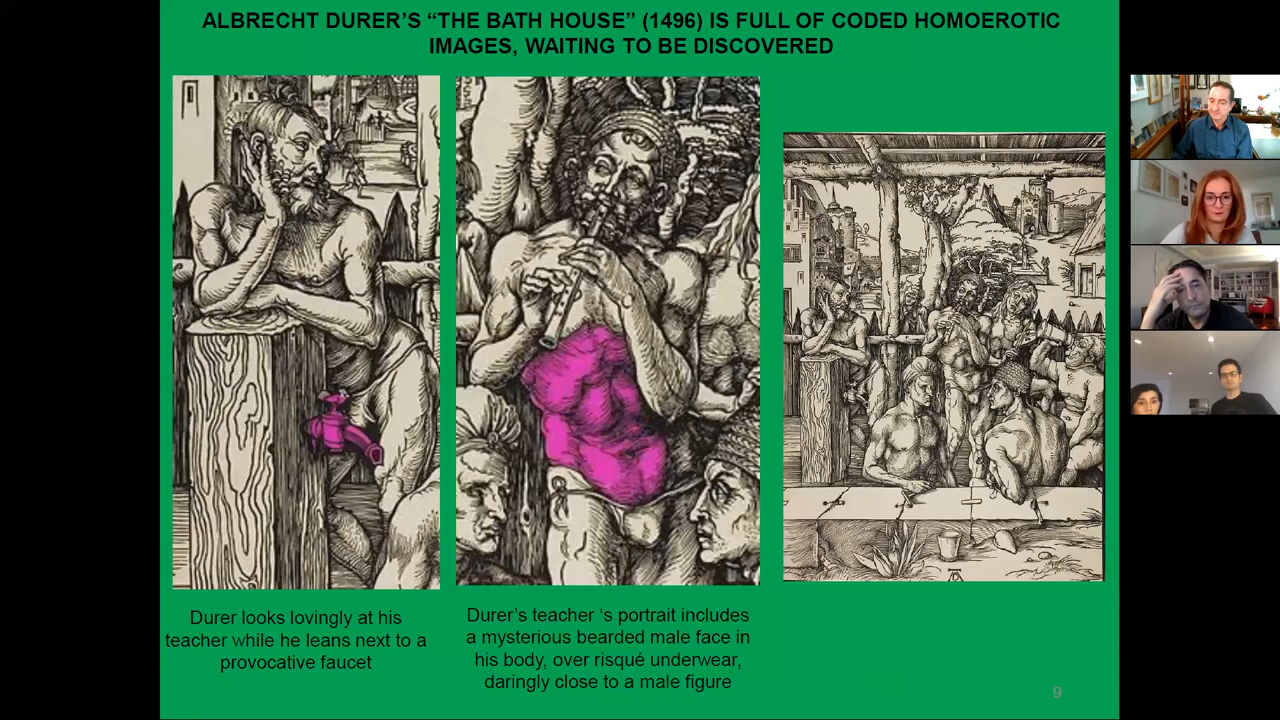 ALBRECHT DURER'S “THE BATH HOUSE” (1496) IS FULL OF CODED HOMOEROTIC
IMAGES, WAITING TO BE DISCOVERED
Durer looks lovingly at his
teacher while he leans next to a
provocative faucet
Durer's teacher ‘s portrait includes
a mysterious bearded male face in
his body, over risqué underwear,
daringly close to a male figure
9